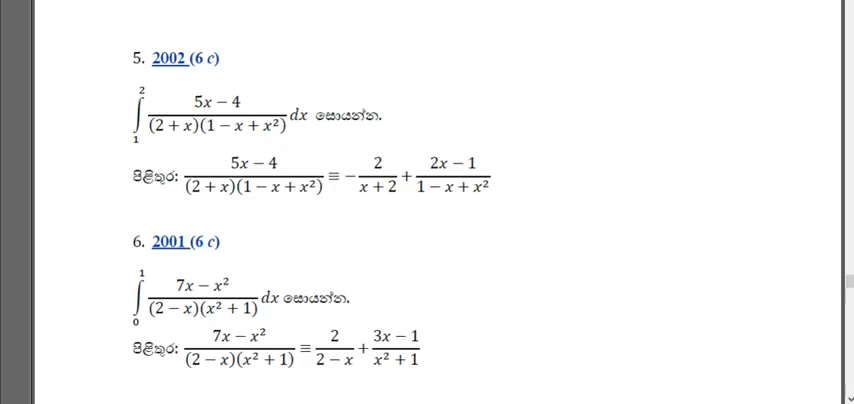 5. 2002 (6 c)
∫₁² (5x − 4)/((2 + x)(1 − x + x²)) dx සොයන්න.
පිළිතුර: (5x − 4)/((2 + x)(1 − x + x²)) ≡ − 2/(x + 2) + (2x − 1)/(1 − x + x²)
6. 2001 (6 c)
∫₀¹ (7x − x²)/((2 − x)(x² + 1)) dx සොයන්න.
පිළිතුර: (7x − x²)/((2 − x)(x² + 1)) ≡ 2/(2 − x) + (3x − 1)/(x² + 1)